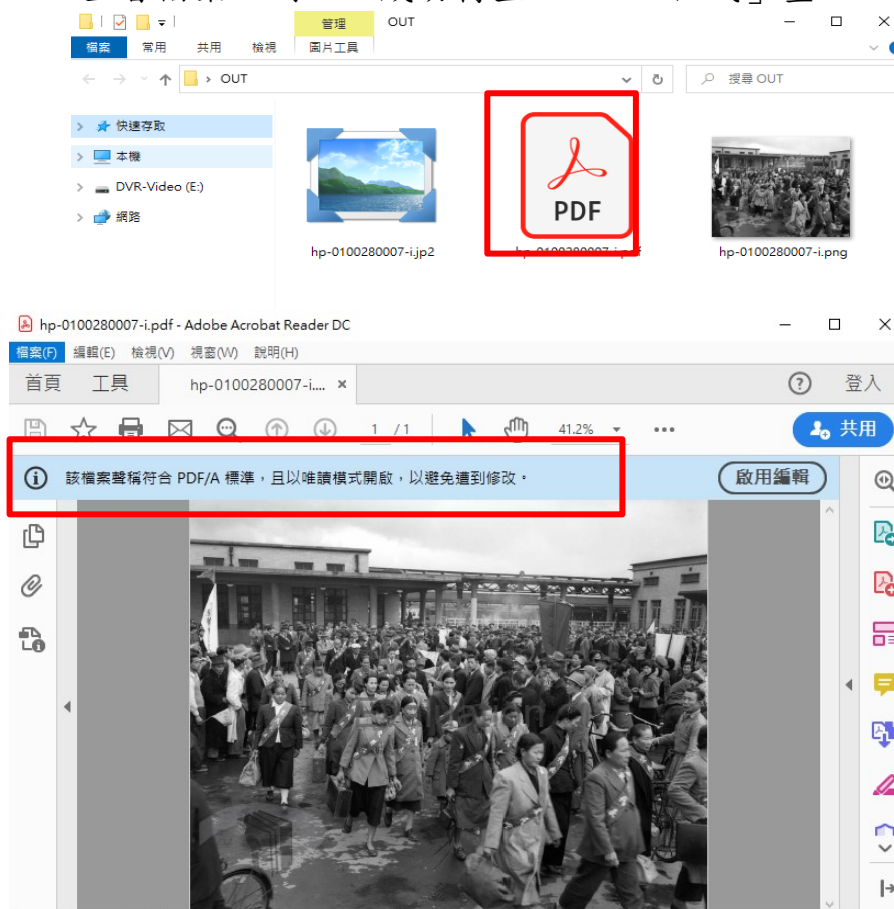 管理 OUT
檔案 常用 共用 檢視 圖片工具
OUT
搜尋 OUT
快速存取
本機
DVR-Video (E:)
網路
PDF
hp-0100280007-i.jp2
hp-0100280007-i.pdf
hp-0100280007-i.png
hp-0100280007-i.pdf - Adobe Acrobat Reader DC
檔案(F) 編輯(E) 檢視(V) 視窗(W) 說明(H)
首頁 工具 hp-0100280007-i.... × 登入
1 / 1 41.2% 共用
該檔案聲稱符合 PDF/A 標準，且以唯讀模式開啟，以避免遭到修改。 啟用編輯